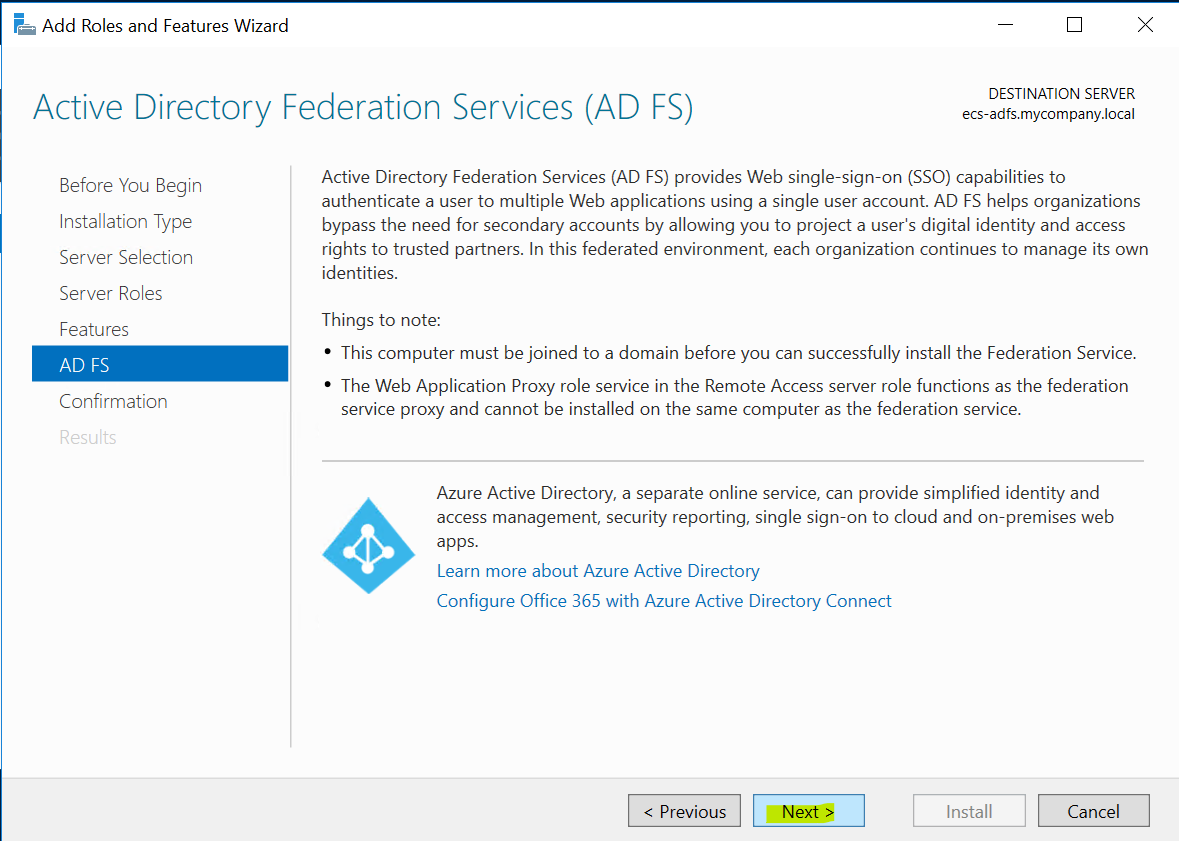 Add Roles and Features Wizard
Active Directory Federation Services (AD FS)
DESTINATION SERVER
ecs-adfs.mycompany.local
Before You Begin
Installation Type
Server Selection
Server Roles
Features
AD FS
Confirmation
Results
Active Directory Federation Services (AD FS) provides Web single-sign-on (SSO) capabilities to
authenticate a user to multiple Web applications using a single user account. AD FS helps organizations
bypass the need for secondary accounts by allowing you to project a user's digital identity and access
rights to trusted partners. In this federated environment, each organization continues to manage its own
identities.
Things to note:
• This computer must be joined to a domain before you can successfully install the Federation Service.
• The Web Application Proxy role service in the Remote Access server role functions as the federation
service proxy and cannot be installed on the same computer as the federation service.
Azure Active Directory, a separate online service, can provide simplified identity and
access management, security reporting, single sign-on to cloud and on-premises web
apps.
Learn more about Azure Active Directory
Configure Office 365 with Azure Active Directory Connect
< Previous
Next >
Install
Cancel